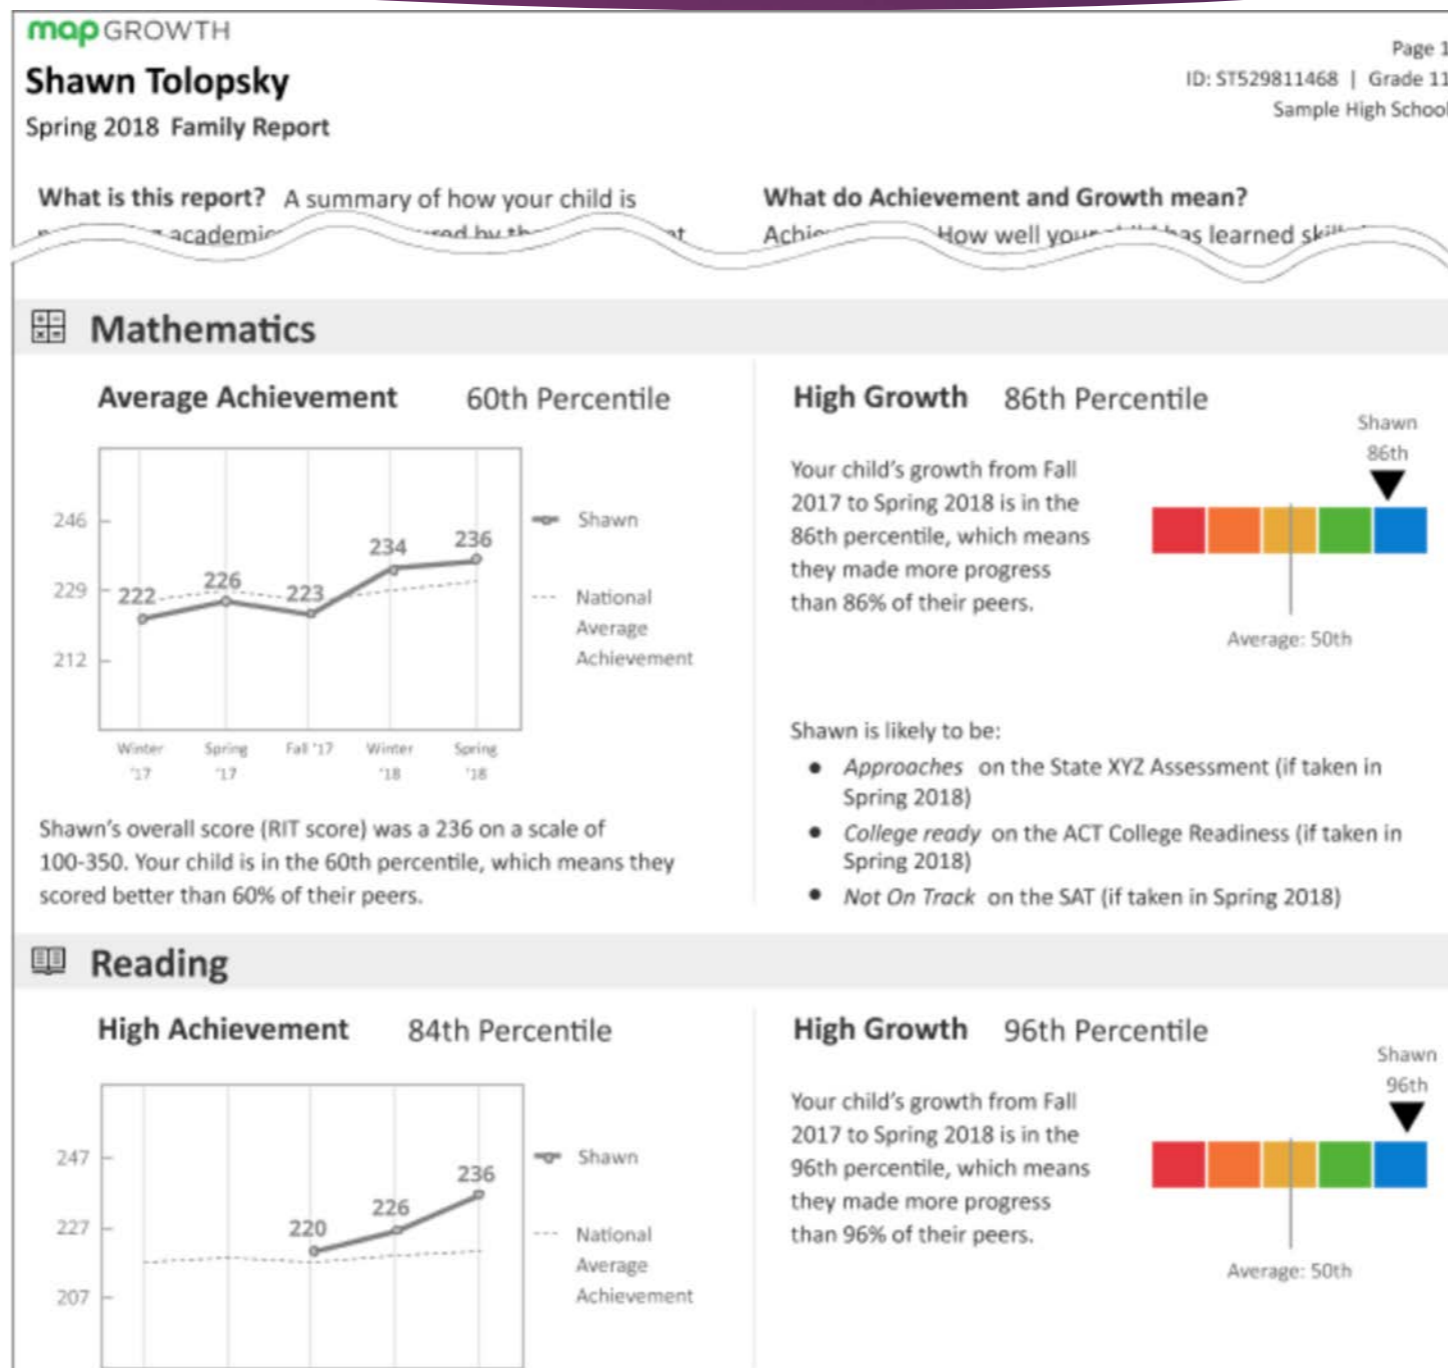 map GROWTH
Shawn Tolopsky
Spring 2018 Family Report
Page 1
ID: ST529811468 | Grade 11
Sample High School
What is this report? A summary of how your child is
academic
What do Achievement and Growth mean?
How well your has learned
Mathematics
Average Achievement 60th Percentile
246
229
212
222
226
223
234
236
Shawn
National
Average
Achievement
Winter
'17
Spring
'17
Fall '17
Winter
'18
Spring
'18
Shawn's overall score (RIT score) was a 236 on a scale of
100-350. Your child is in the 60th percentile, which means they
scored better than 60% of their peers.
High Growth 86th Percentile
Your child's growth from Fall
2017 to Spring 2018 is in the
86th percentile, which means
they made more progress
than 86% of their peers.
Shawn
86th
Average: 50th
Shawn is likely to be:
• Approaches on the State XYZ Assessment (if taken in
Spring 2018)
• College ready on the ACT College Readiness (if taken in
Spring 2018)
• Not On Track on the SAT (if taken in Spring 2018)
Reading
High Achievement 84th Percentile
247
227
207
220
226
236
Shawn
National
Average
Achievement
High Growth 96th Percentile
Your child's growth from Fall
2017 to Spring 2018 is in the
96th percentile, which means
they made more progress
than 96% of their peers.
Shawn
96th
Average: 50th